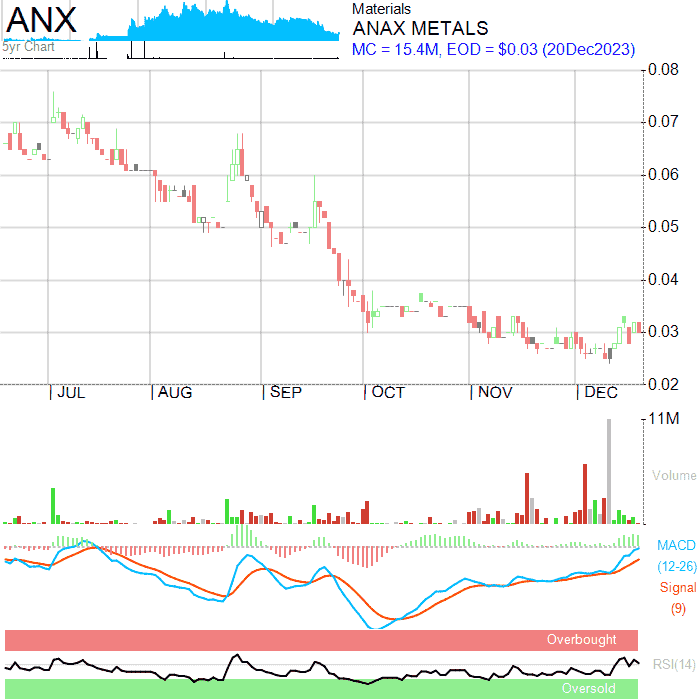 ANX
5yr Chart
Materials
ANAX METALS
MC = 15.4M, EOD = $0.03 (20Dec2023)
0.08
0.07
0.06
0.05
0.04
0.03
0.02
JUL AUG SEP OCT NOV DEC
11M
Volume
MACD
(12-26)
Signal
(9)
Overbought
RSI(14)
Oversold